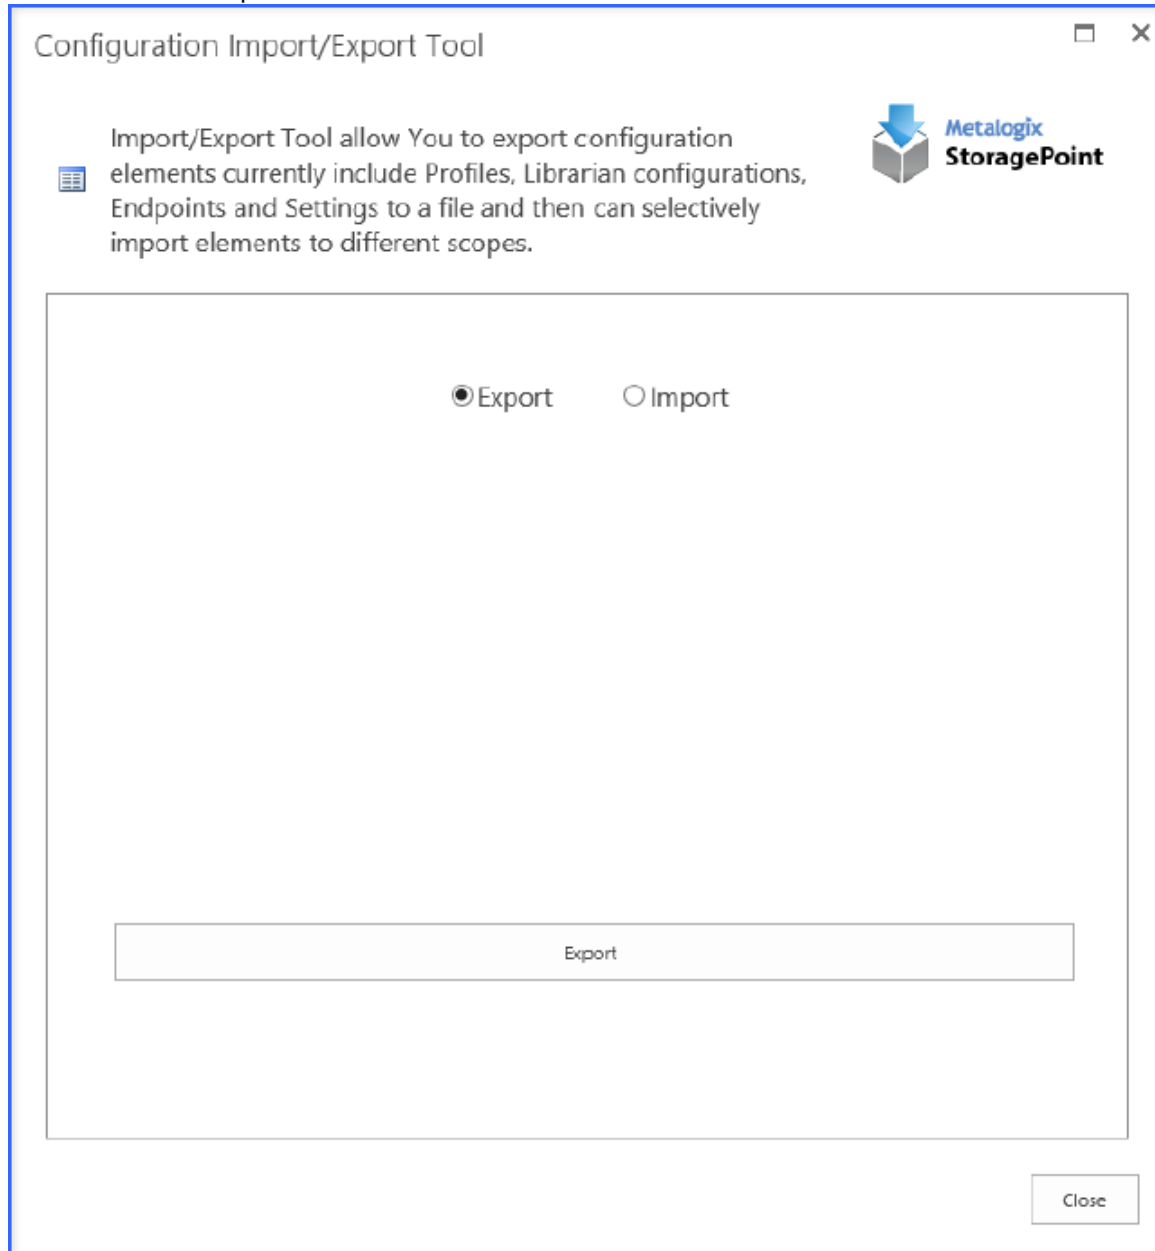 Configuration Import/Export Tool
Import/Export Tool allow You to export configuration
elements currently include Profiles, Librarian configurations,
Endpoints and Settings to a file and then can selectively
import elements to different scopes.
Metalogix
StoragePoint
Export Import
Export
Close